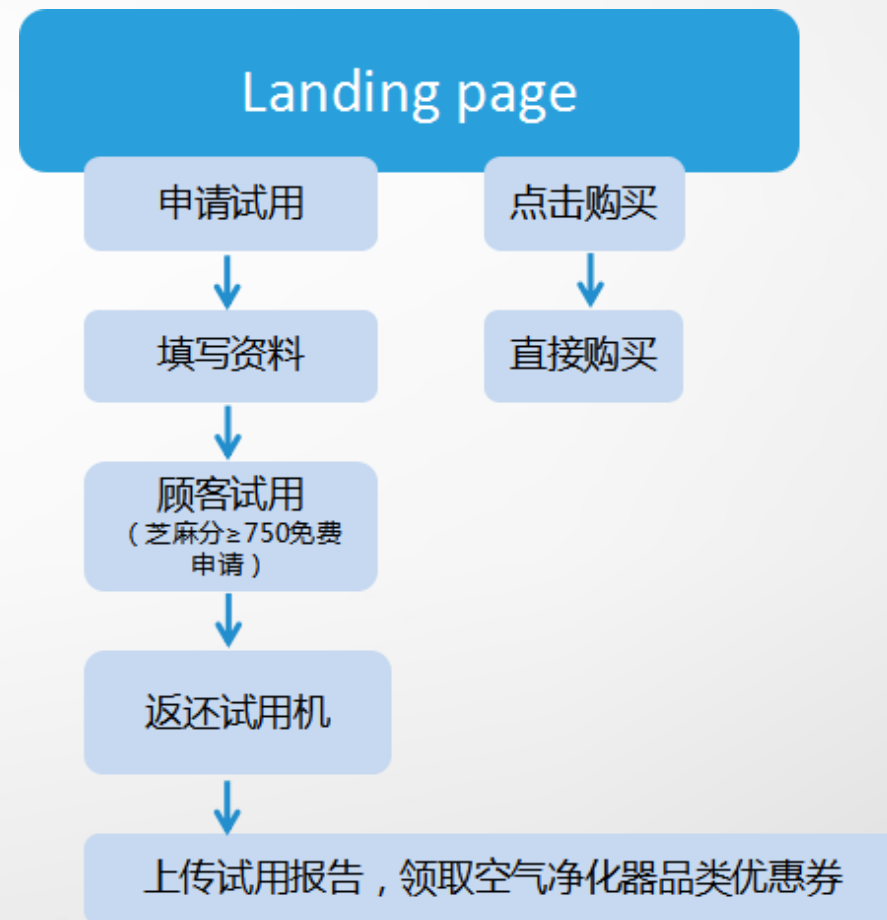 Landing page
申请试用
点击购买
填写资料
直接购买
顾客试用
（芝麻分≥750免费
申请）
返还试用机
上传试用报告，领取空气净化器品类优惠券